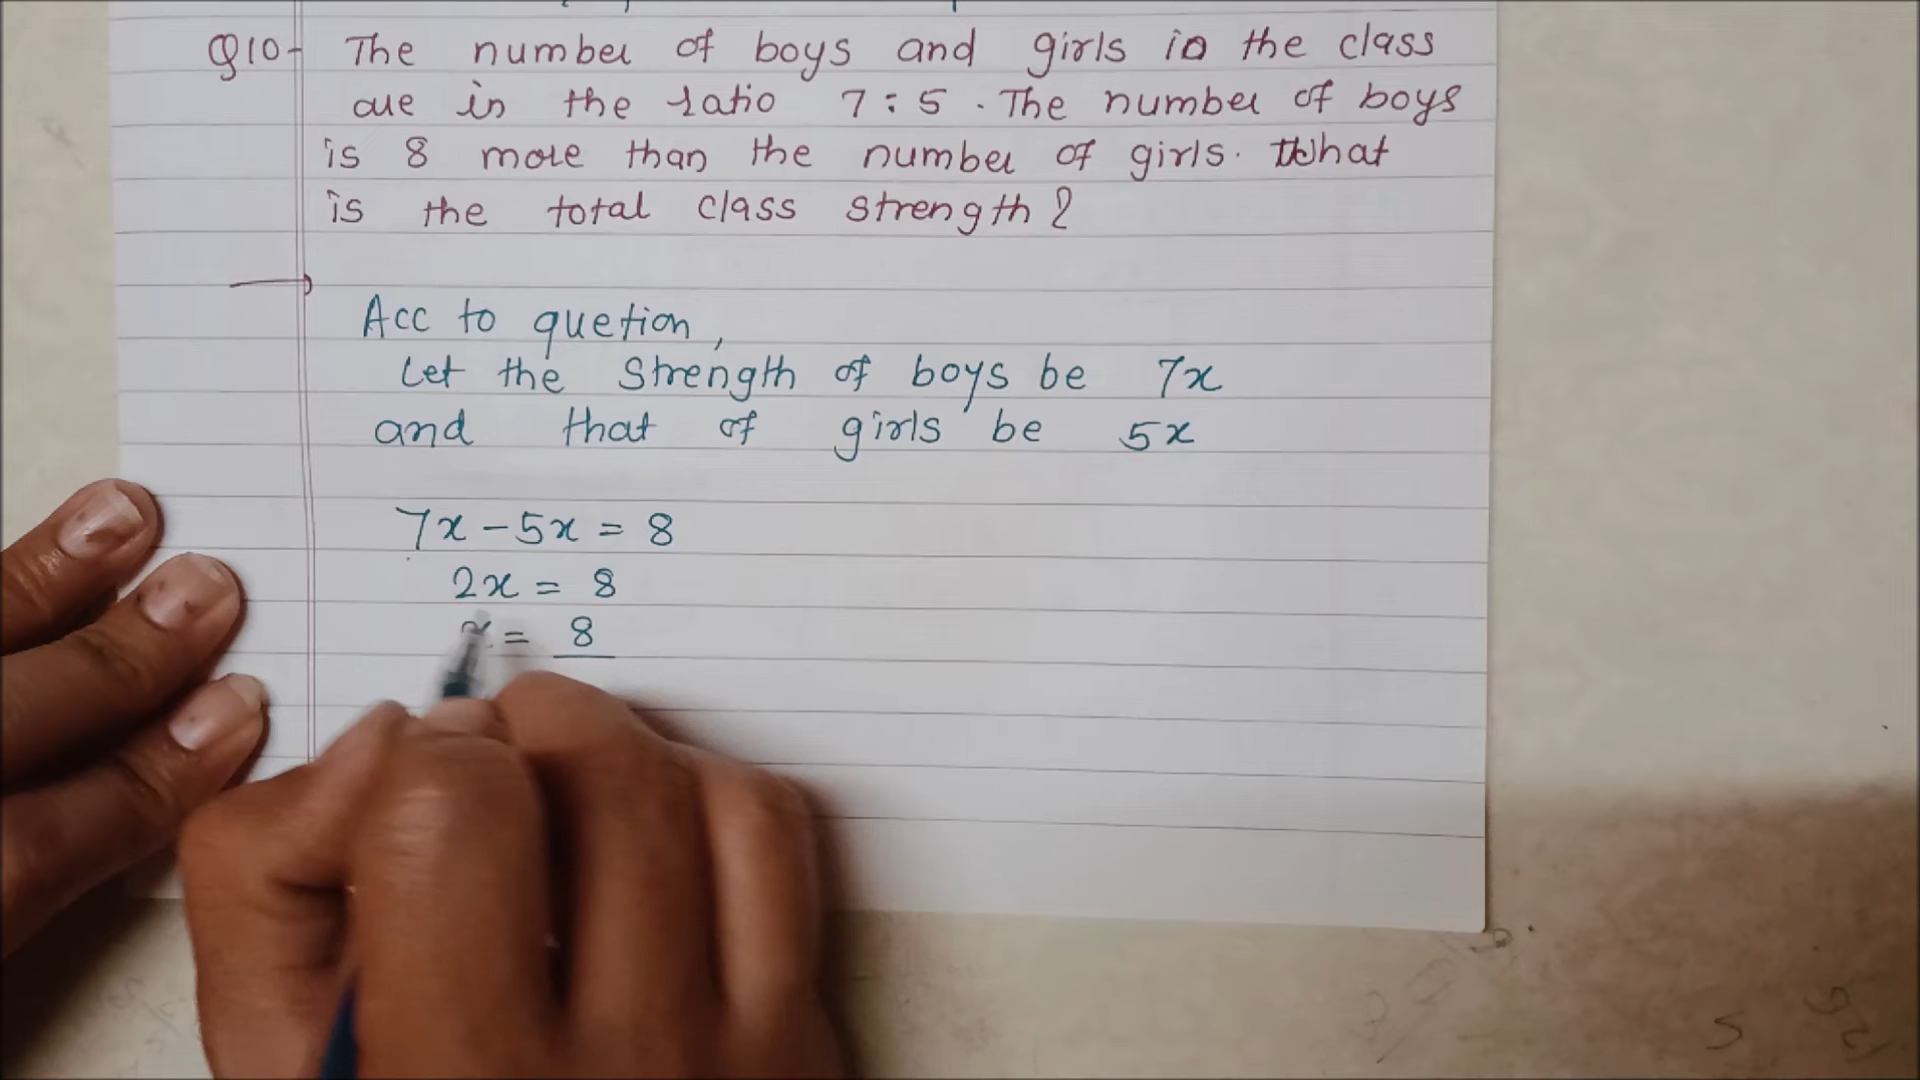 Q10- The number of boys and girls in the class
are in the ratio 7 : 5 . The number of boys
is 8 more than the number of girls. What
is the total class strength ?
Acc to quetion,
Let the strength of boys be 7x
and that of girls be 5x
7x - 5x = 8
2x = 8
x = 8